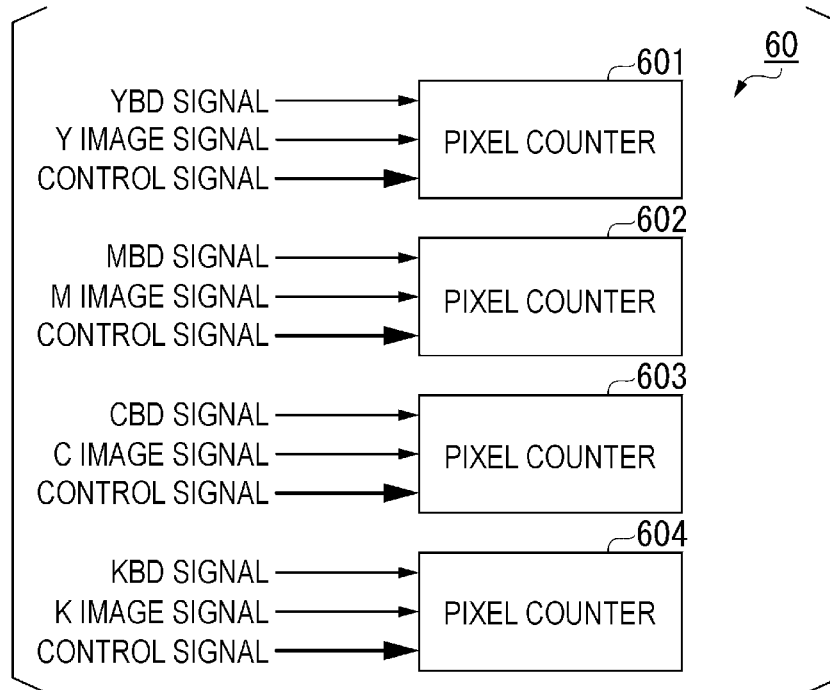 60
601
YBD SIGNAL
Y IMAGE SIGNAL
CONTROL SIGNAL
PIXEL COUNTER
602
MBD SIGNAL
M IMAGE SIGNAL
CONTROL SIGNAL
PIXEL COUNTER
603
CBD SIGNAL
C IMAGE SIGNAL
CONTROL SIGNAL
PIXEL COUNTER
604
KBD SIGNAL
K IMAGE SIGNAL
CONTROL SIGNAL
PIXEL COUNTER